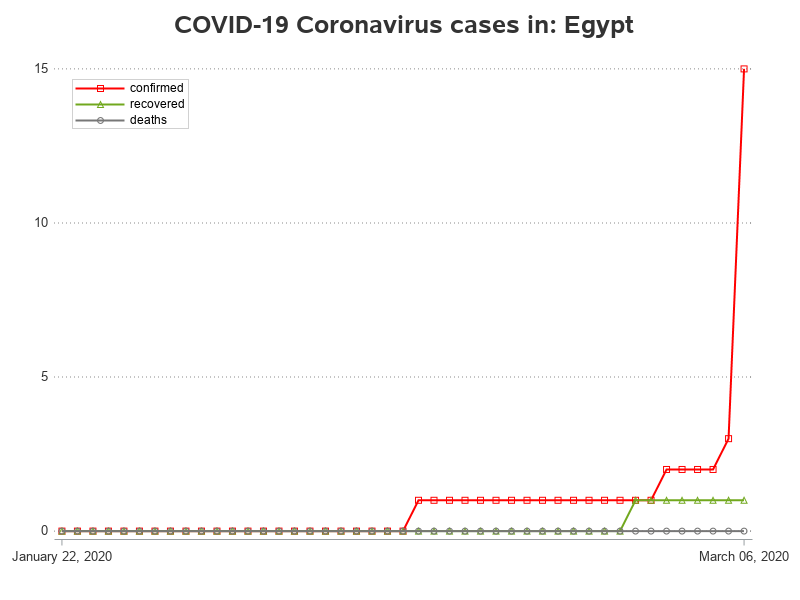 COVID-19 Coronavirus cases in: Egypt
15
confirmed
recovered
deaths
10
5
0
January 22, 2020
March 06, 2020